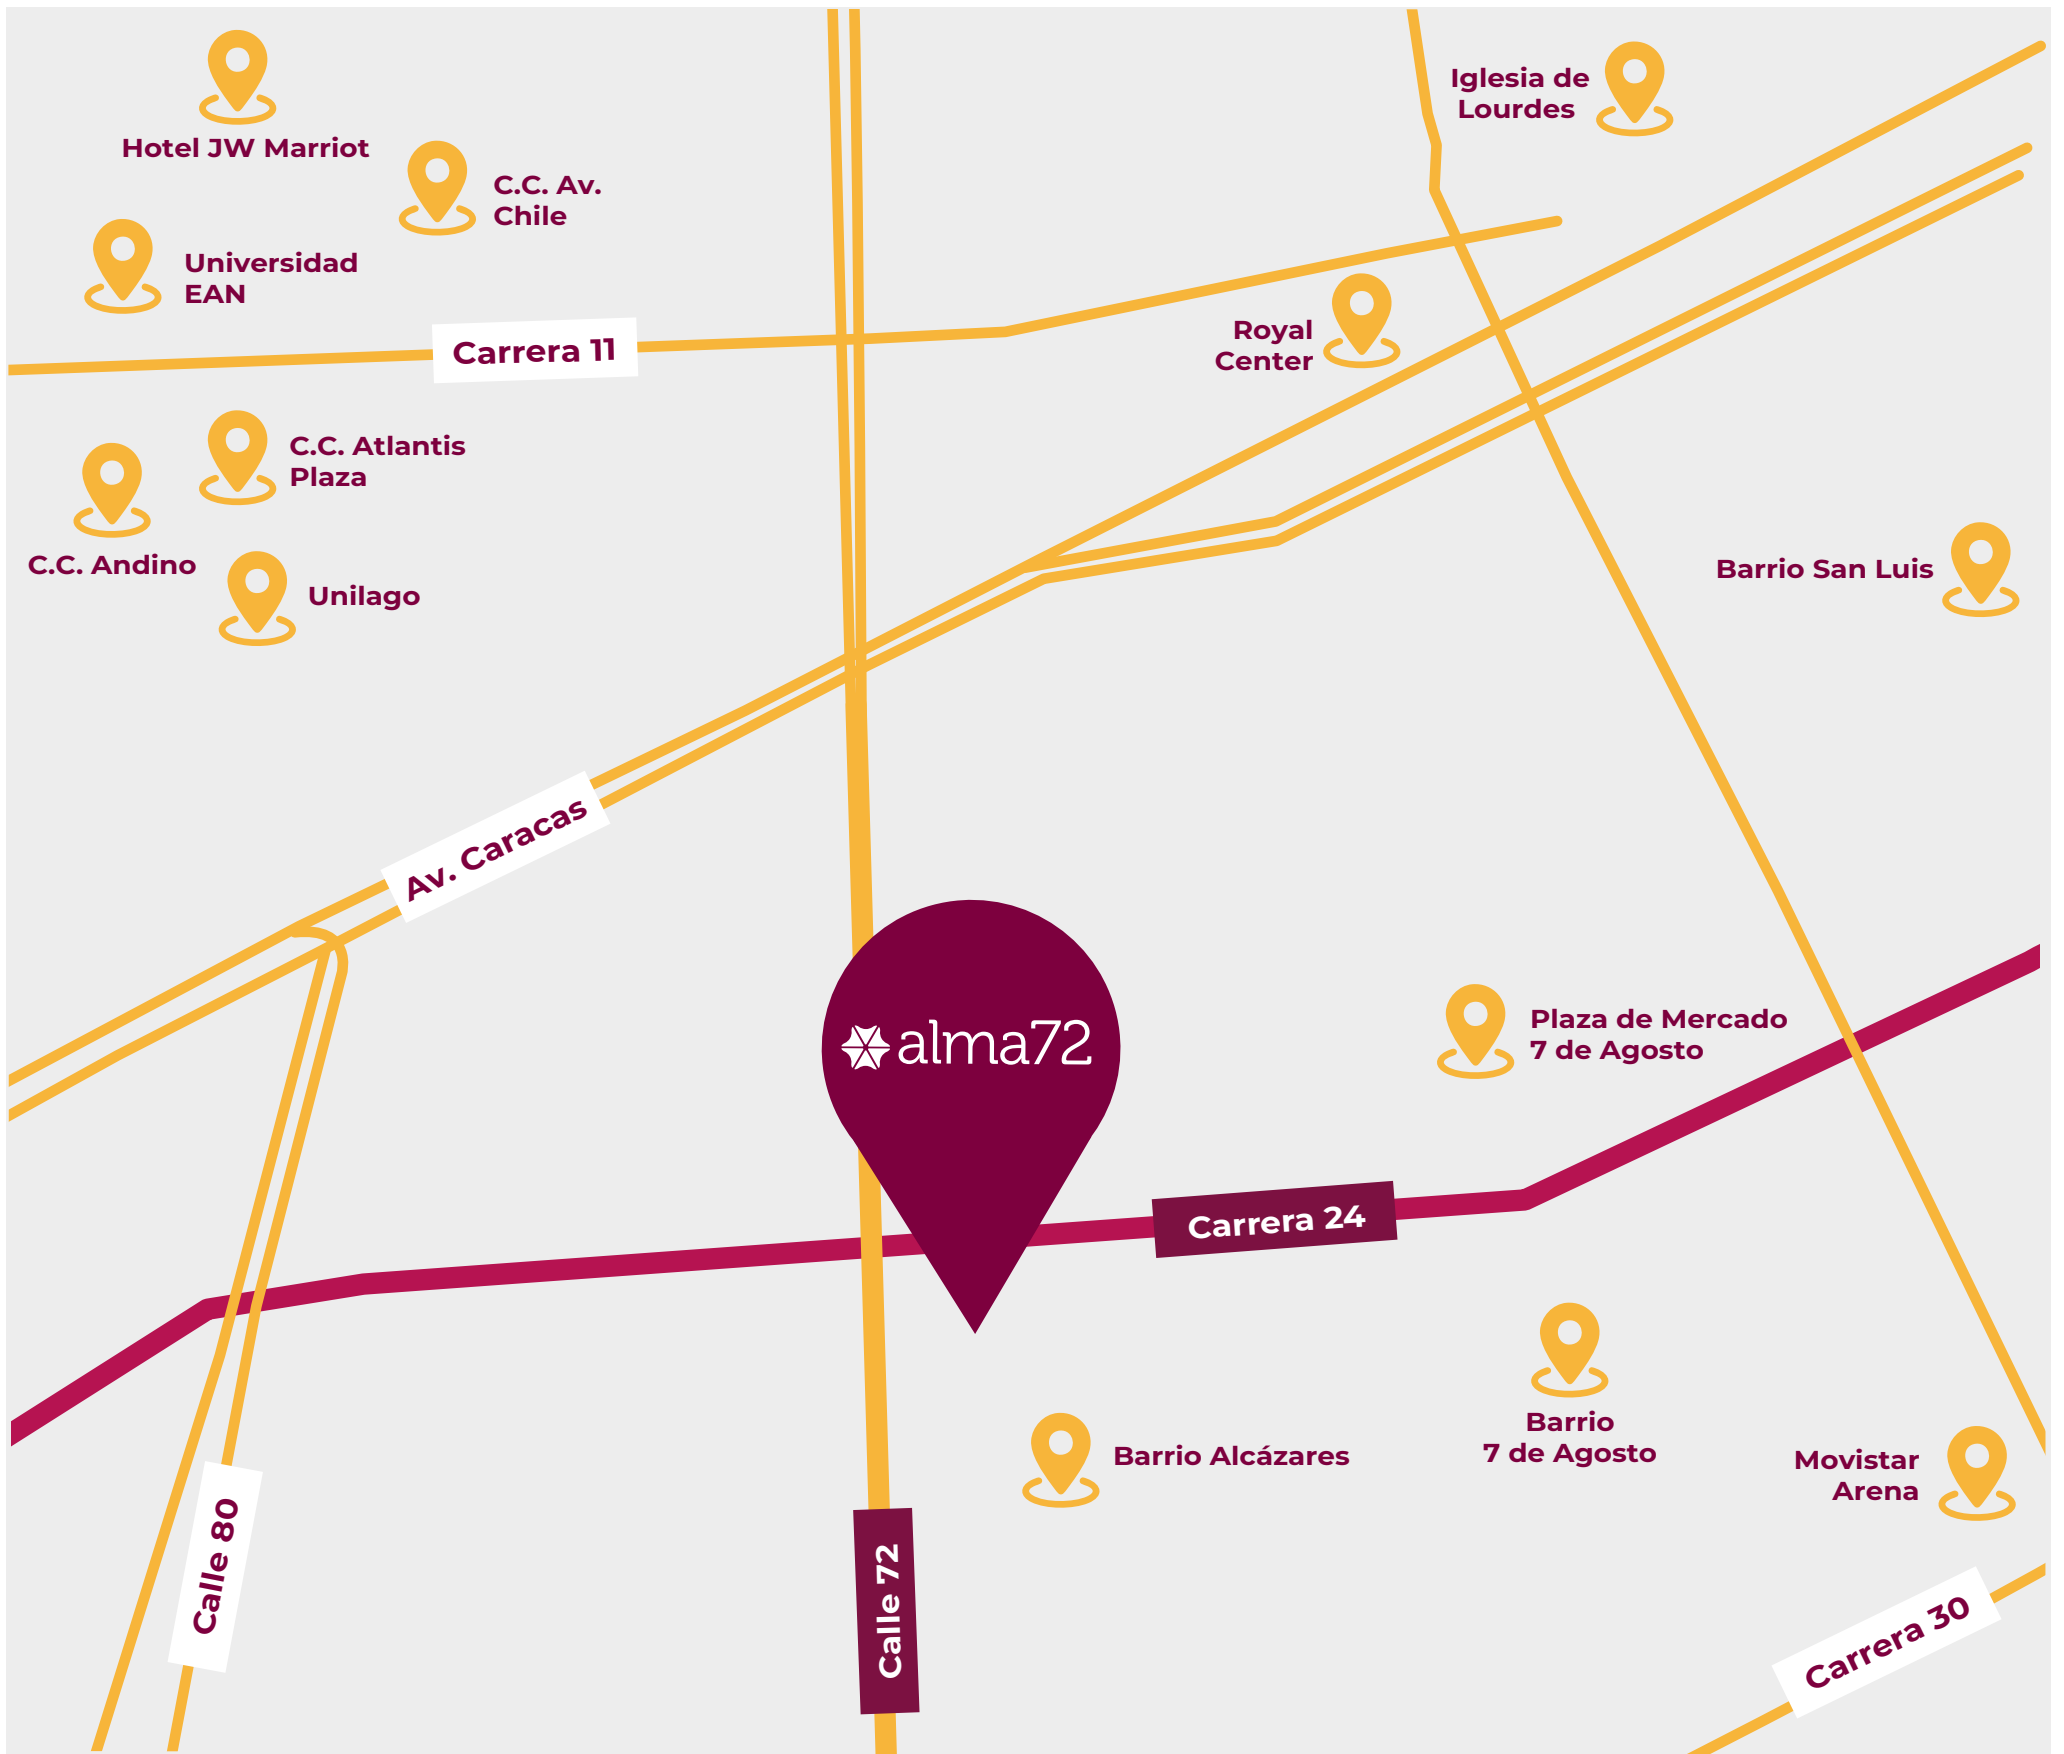 Hotel JW Marriot
C.C. Av.
Chile
Universidad
EAN
Carrera 11
Iglesia de
Lourdes
Royal
Center
C.C. Atlantis
Plaza
C.C. Andino
Unilago
Barrio San Luis
Av. Caracas
alma72
Plaza de Mercado
7 de Agosto
Carrera 24
Barrio Alcázares
Barrio
7 de Agosto
Movistar
Arena
Calle 80
Calle 72
Carrera 30